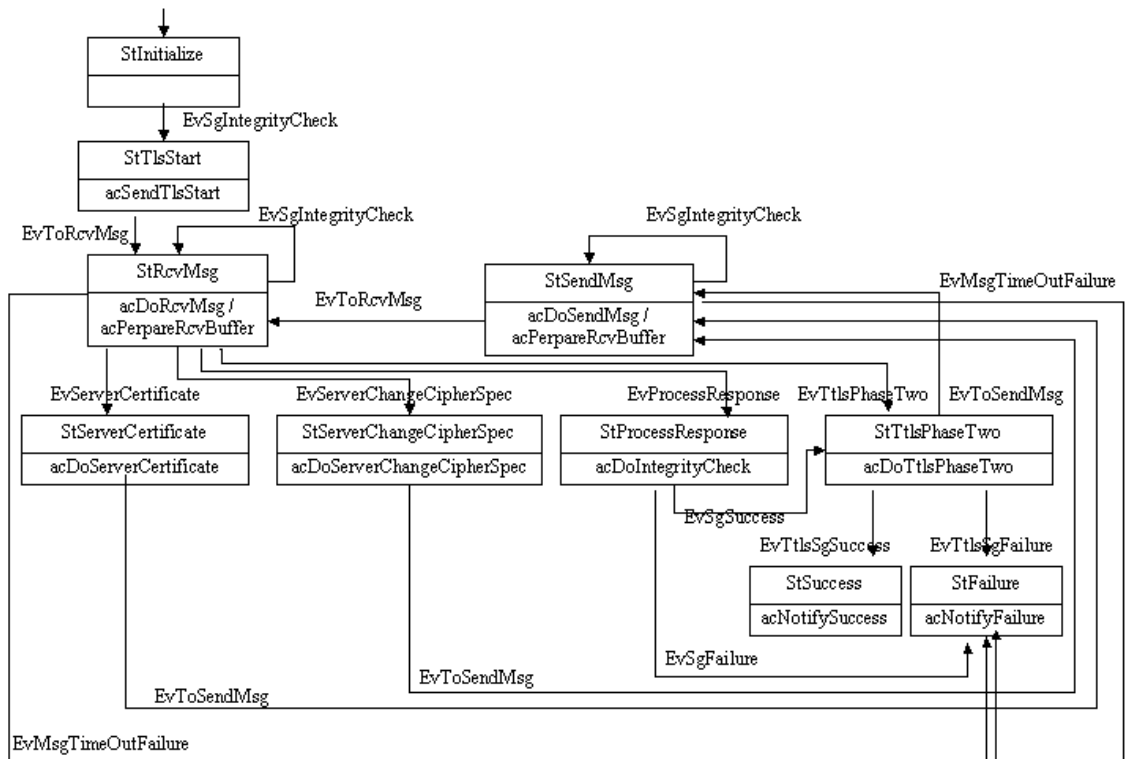 StInitialize
EvSgIntegrityCheck
StTlsStart
acSendTlsStart
EvToRcvMsg
EvSgIntegrityCheck
EvSgIntegrityCheck
StRcvMsg
acDoRcvMsg /
acPerpareRcvBuffer
EvToRcvMsg
StSendMsg
acDoSendMsg /
acPerpareRcvBuffer
EvMsgTimeOutFailure
EvServerCertificate
EvServerChangeCipherSpec
EvProcessResponse
EvTtlsPhaseTwo
EvToSendMsg
StServerCertificate
acDoServerCertificate
StServerChangeCipherSpec
acDoServerChangeCipherSpec
StProcessResponse
acDoIntegrityCheck
StTtlsPhaseTwo
acDoTtlsPhaseTwo
EvSgSuccess
EvTtlsSgSuccess
EvTtlsSgFailure
StSuccess
acNotifySuccess
StFailure
acNotifyFailure
EvSgFailure
EvToSendMsg
EvToSendMsg
EvMsgTimeOutFailure